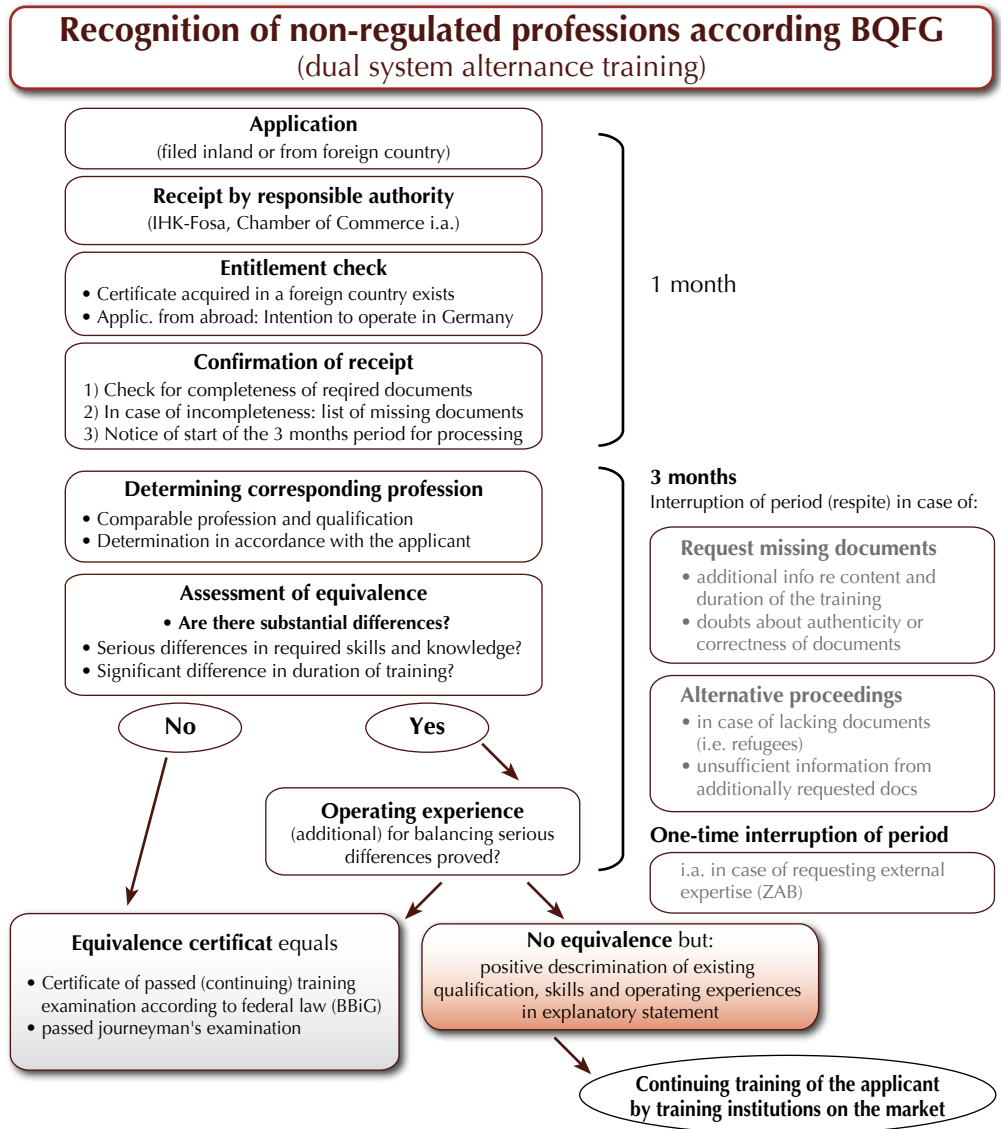 Recognition of non-regulated professions according BQFG
(dual system alternance training)
Application
(filed inland or from foreign country)
Receipt by responsible authority
(IHK-Fosa, Chamber of Commerce i.a.)
Entitlement check
• Certificate acquired in a foreign country exists
• Applic. from abroad: Intention to operate in Germany
Confirmation of receipt
1) Check for completeness of reqired documents
2) In case of incompleteness: list of missing documents
3) Notice of start of the 3 months period for processing
1 month
Determining corresponding profession
• Comparable profession and qualification
• Determination in accordance with the applicant
Assessment of equivalence
• Are there substantial differences?
• Serious differences in required skills and knowledge?
• Significant difference in duration of training?
No
Yes
Operating experience
(additional) for balancing serious
differences proved?
3 months
Interruption of period (respite) in case of:
Request missing documents
• additional info re content and
duration of the training
• doubts about authenticity or
correctness of documents
Alternative proceedings
• in case of lacking documents
(i.e. refugees)
• unsufficient information from
additionally requested docs
One-time interruption of period
i.a. in case of requesting external
expertise (ZAB)
Equivalence certificat equals
• Certificate of passed (continuing) training
examination according to federal law (BBiG)
• passed journeyman's examination
No equivalence but:
positive descrimination of existing
qualification, skills and operating experiences
in explanatory statement
Continuing training of the applicant
by training institutions on the market